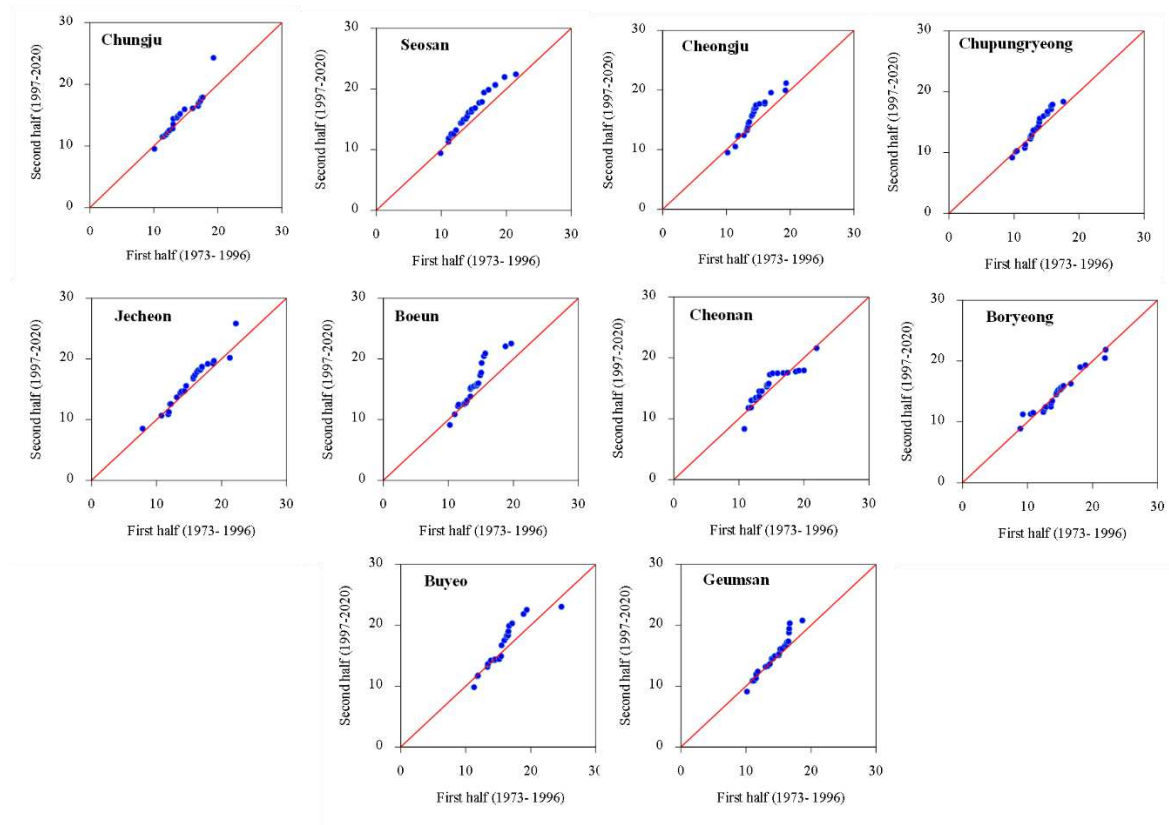 Chungju
Second half (1997-2020)
30
20
10
0
0 10 20 30
First half (1973- 1996)
Seosan
Second half (1997-2020)
30
20
10
0
0 10 20 30
First half (1973- 1996)
Cheongju
Second half (1997-2020)
30
20
10
0
0 10 20 30
First half (1973- 1996)
Chupungryeong
Second half (1997-2020)
30
20
10
0
0 10 20 30
First half (1973- 1996)
Jecheon
Second half (1997-2020)
30
20
10
0
0 10 20 30
First half (1973- 1996)
Boeun
Second half (1997-2020)
30
20
10
0
0 10 20 30
First half (1973- 1996)
Cheonan
Second half (1997-2020)
30
20
10
0
0 10 20 30
First half (1973- 1996)
Boryeong
Second half (1997-2020)
30
20
10
0
0 10 20 30
First half (1973- 1996)
Buyeo
Second half (1997-2020)
30
20
10
0
0 10 20 30
First half (1973- 1996)
Geumsan
Second half (1997-2020)
30
20
10
0
0 10 20 30
First half (1973- 1996)